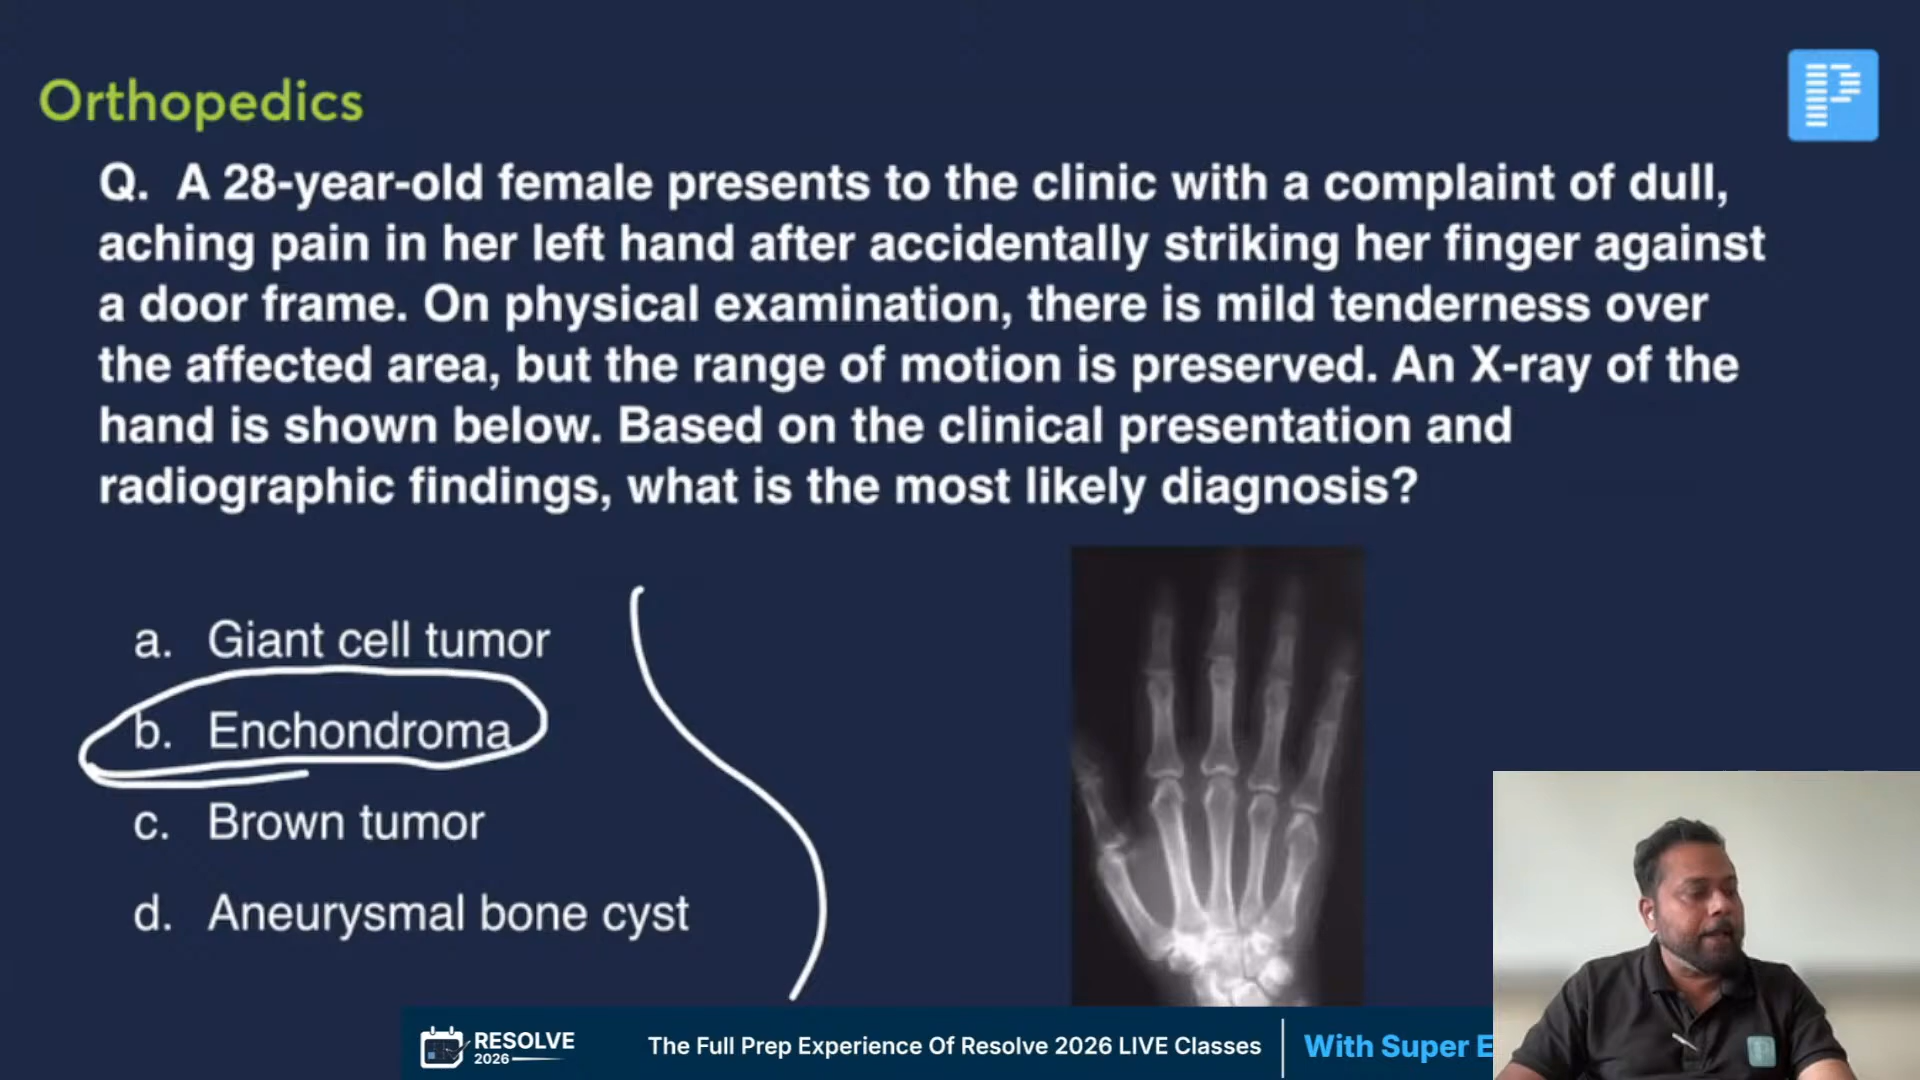 Orthopedics
Q. A 28-year-old female presents to the clinic with a complaint of dull,
aching pain in her left hand after accidentally striking her finger against
a door frame. On physical examination, there is mild tenderness over
the affected area, but the range of motion is preserved. An X-ray of the
hand is shown below. Based on the clinical presentation and
radiographic findings, what is the most likely diagnosis?
a. Giant cell tumor
b. Enchondroma
c. Brown tumor
d. Aneurysmal bone cyst
RESOLVE
2026
The Full Prep Experience Of Resolve 2026 LIVE Classes
With Super E